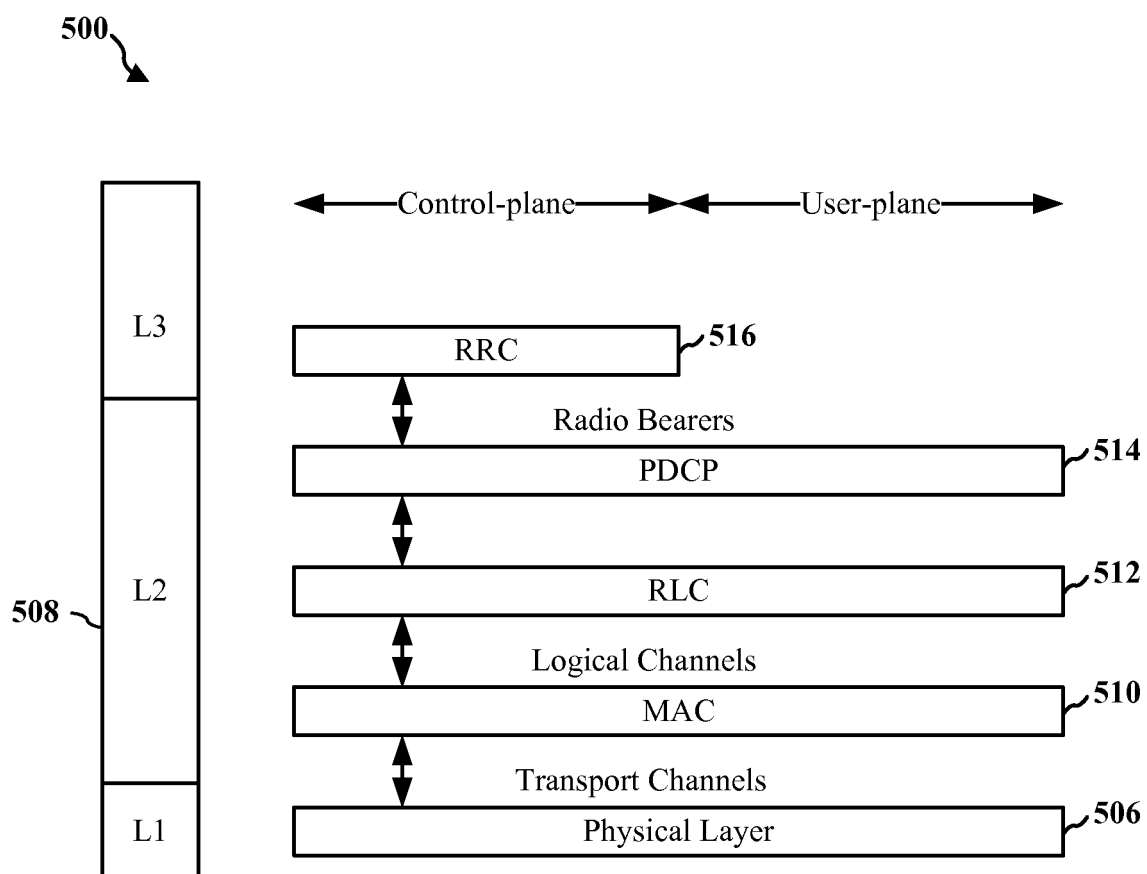 500
Control-plane User-plane
L3
RRC
516
Radio Bearers
PDCP
514
L2
508
RLC
512
Logical Channels
MAC
510
Transport Channels
L1
Physical Layer
506